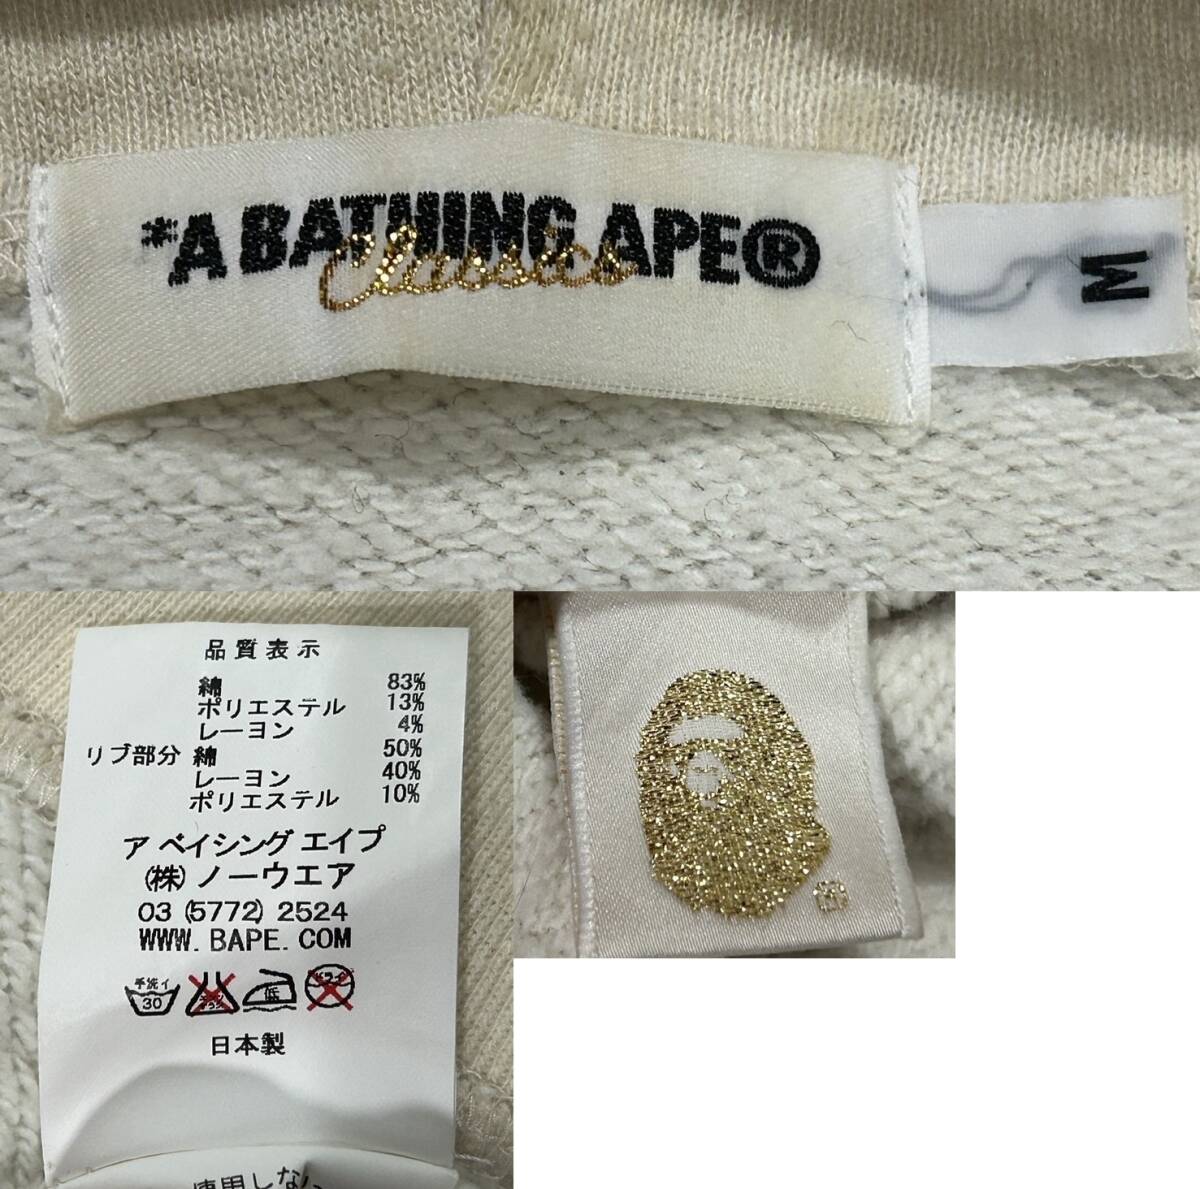 *A BATHING APE®
Classics
M
品質表示
綿 83%
ポリエステル 13%
レーヨン 4%
リブ部分 綿 50%
レーヨン 40%
ポリエステル 10%
ア ベイシング エイプ
(株) ノーウエア
03 (5772) 2524
WWW. BAPE. COM
手洗イ
30
低
日本製